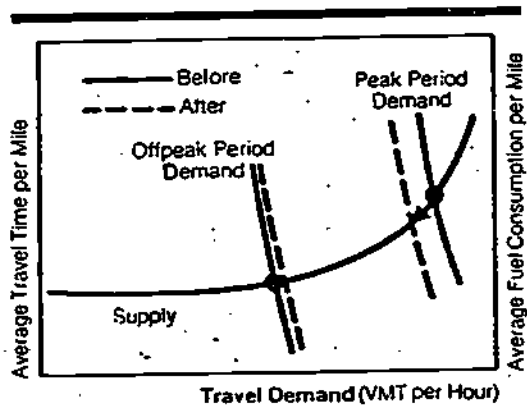 Before
After
Peak Period
Demand
Offpeak Period
Demand
Supply
Average Travel Time per Mile
Average Fuel Consumption per Mile
Travel Demand (VMT per Hour)